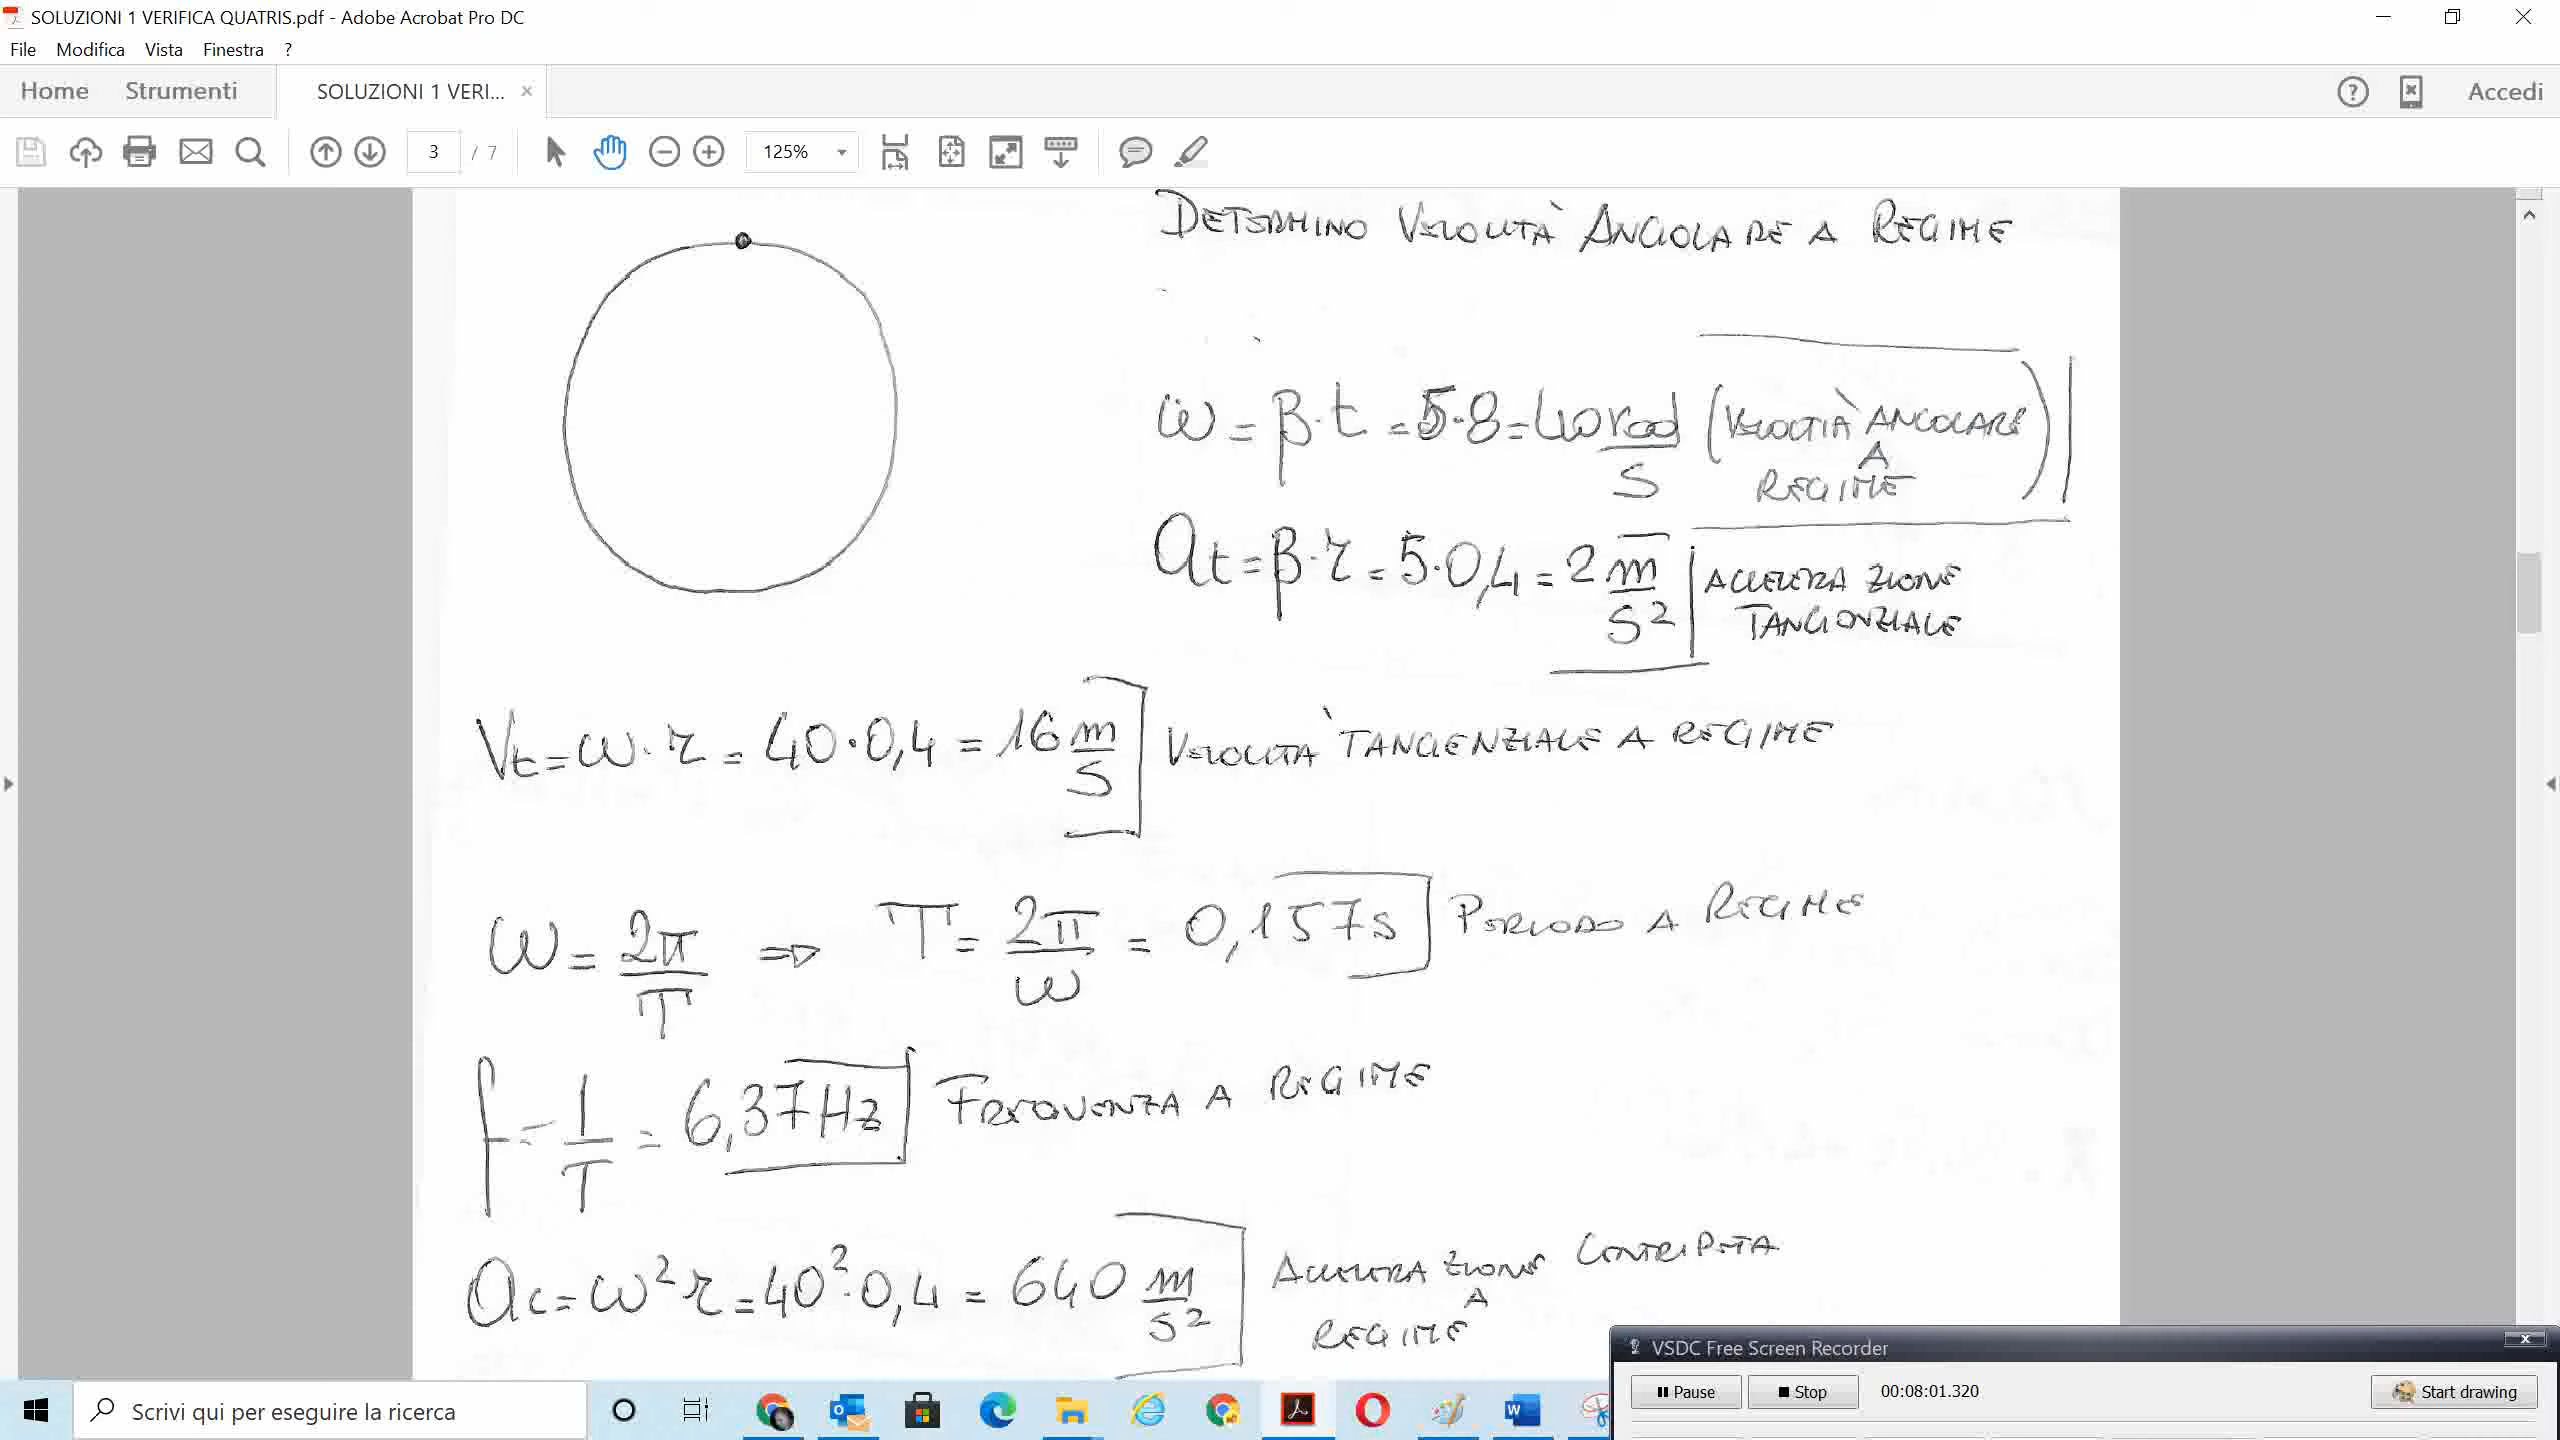 SOLUZIONI 1 VERIFICA QUATRIS.pdf - Adobe Acrobat Pro DC
File Modifica Vista Finestra ?
Home Strumenti SOLUZIONI 1 VERI... × Accedi
3 / 7 125%
DETERMINO VELOCITÀ ANGOLARE A REGIME
ω = β · t = 5 · 8 = 40 rad/s (VELOCITÀ ANGOLARE A REGIME)
at = β · r = 5 · 0,4 = 2 m/s² ACCELERAZIONE TANGENZIALE
Vt = ω · r = 40 · 0,4 = 16 m/s VELOCITÀ TANGENZIALE A REGIME
ω = 2π/T ⇒ T = 2π/ω = 0,157 s PERIODO A REGIME
f = 1/T = 6,37 Hz FREQUENZA A REGIME
ac = ω² r = 40² · 0,4 = 640 m/s² ACCELERAZIONE CENTRIPETA A REGIME
VSDC Free Screen Recorder
Pause Stop 00:08:01.320 Start drawing
Scrivi qui per eseguire la ricerca